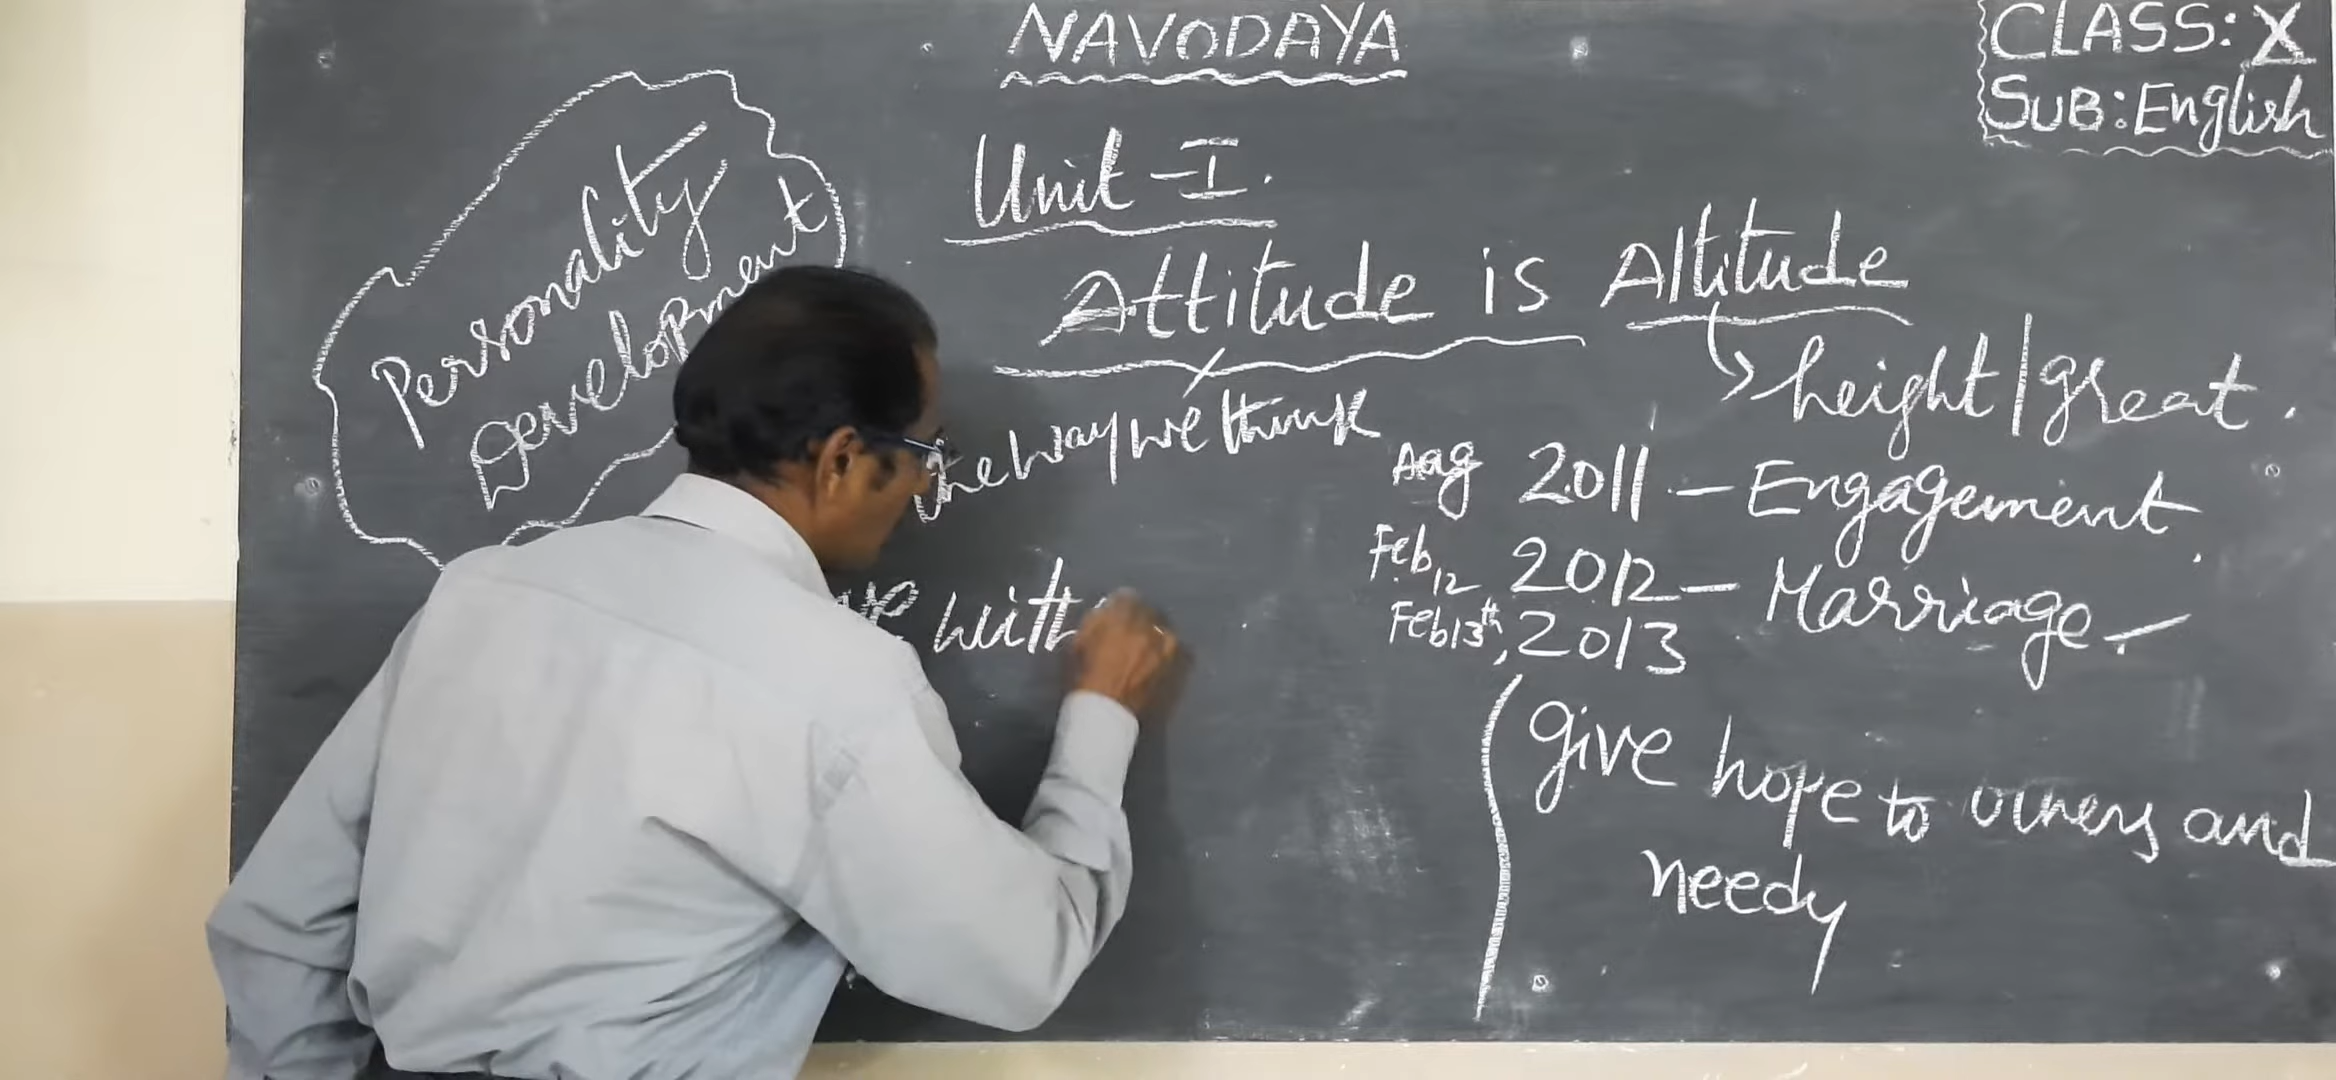 NAVODAYA
CLASS: X
SUB: English
Unit - I.
Personality
Development
Attitude is Altitude
height/great.
the way we think
Aug 2011 - Engagement.
Feb 12 2012 - Marriage -
Feb 13th, 2013
with
give hope to others and
needy